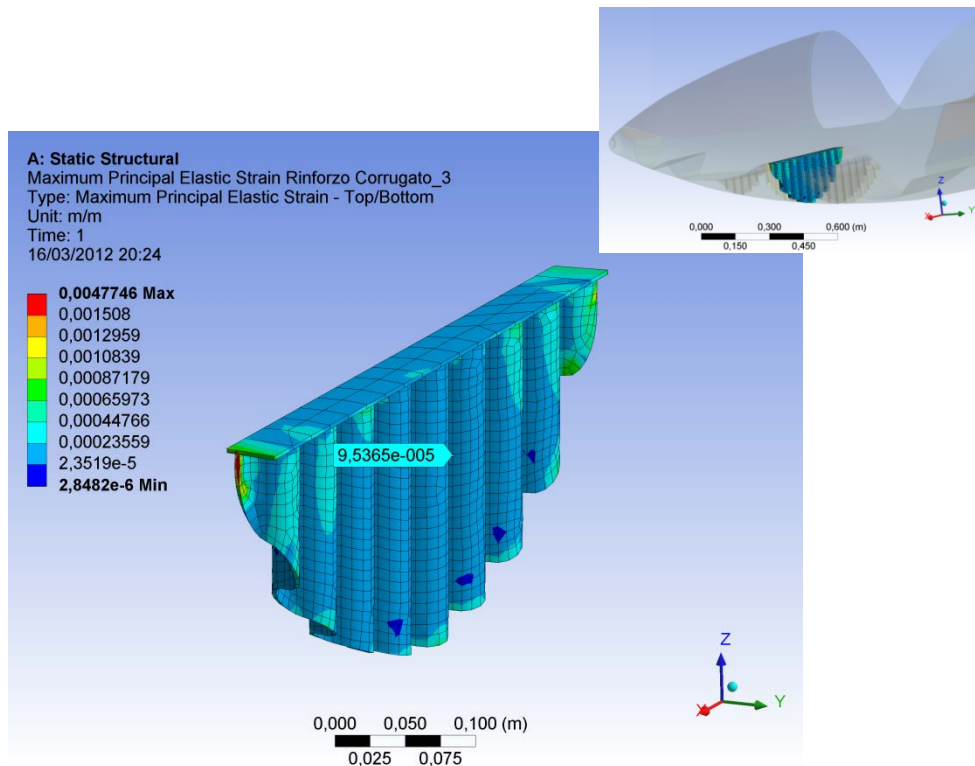 A: Static Structural
Maximum Principal Elastic Strain Rinforzo Corrugato_3
Type: Maximum Principal Elastic Strain - Top/Bottom
Unit: m/m
Time: 1
16/03/2012 20:24
0,0047746 Max
0,001508
0,0012959
0,0010839
0,00087179
0,00065973
0,00044766
0,00023559
2,3519e-5
2,8482e-6 Min
9,5365e-005
0,000 0,050 0,100 (m)
0,025 0,075
Z
Y
X
0,000 0,300 0,600 (m)
0,150 0,450
Z
Y
X